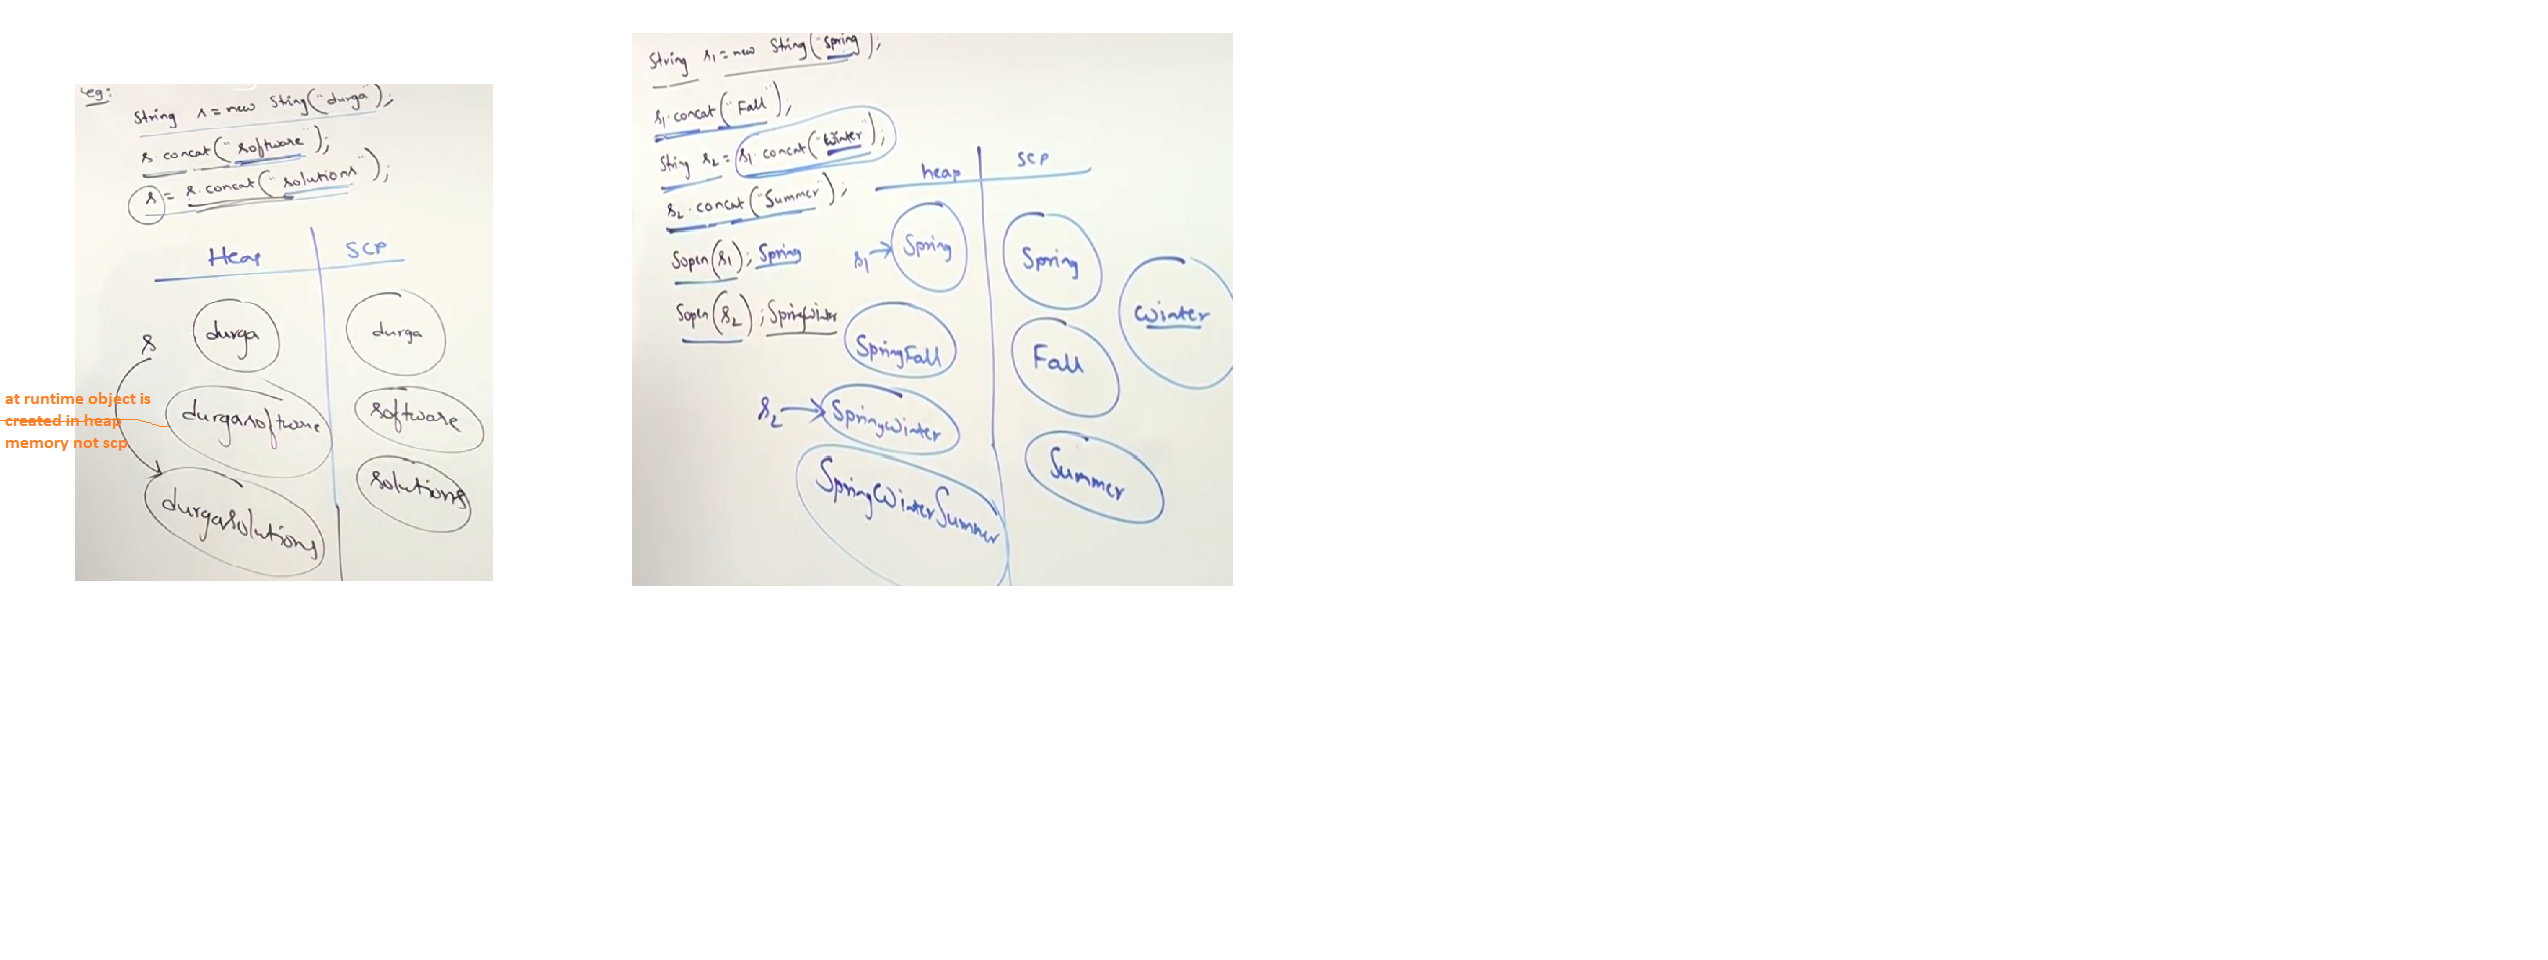 eg:
String s = new String("durga");
s.concat("software");
s = s.concat("solutions");
Heap SCP
durga durga
s
at runtime object is
created in heap
memory not scp
durgasoftware software
durgasolutions solutions
String s1 = new String("Spring");
s1.concat("Fall");
String s2 = s1.concat("Winter");
s2.concat("Summer");
Sopln(s1); Spring
Sopln(s2); SpringWinter
heap SCP
s1 → Spring Spring
Winter
SpringFall Fall
s2 → SpringWinter
SpringWinterSummer Summer